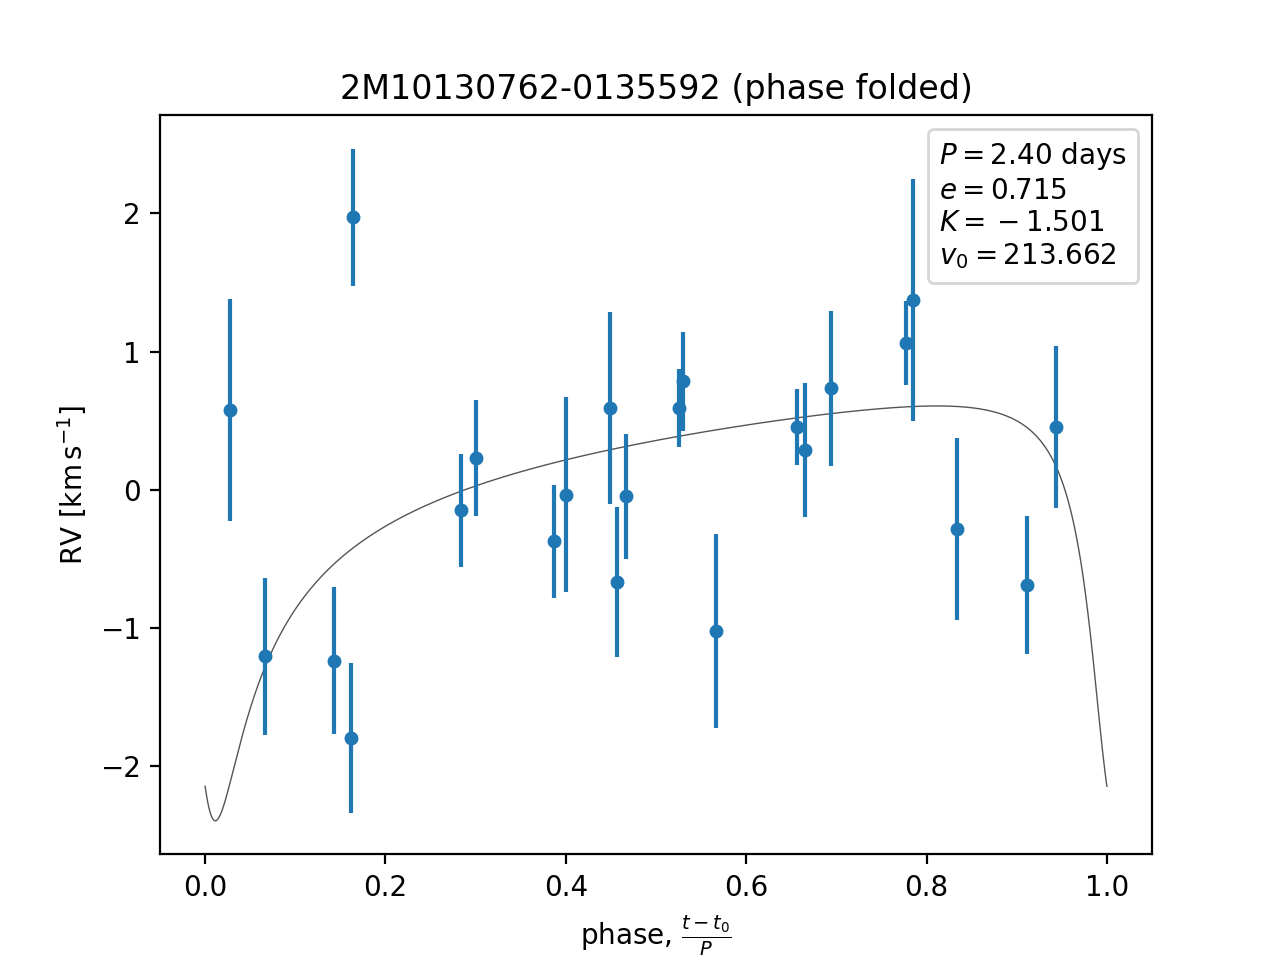 2M10130762-0135592 (phase folded)
P = 2.40 days
e = 0.715
K = −1.501
v₀ = 213.662
RV [km s⁻¹]
2
1
0
−1
−2
0.0 0.2 0.4 0.6 0.8 1.0
phase, (t − t₀)/P